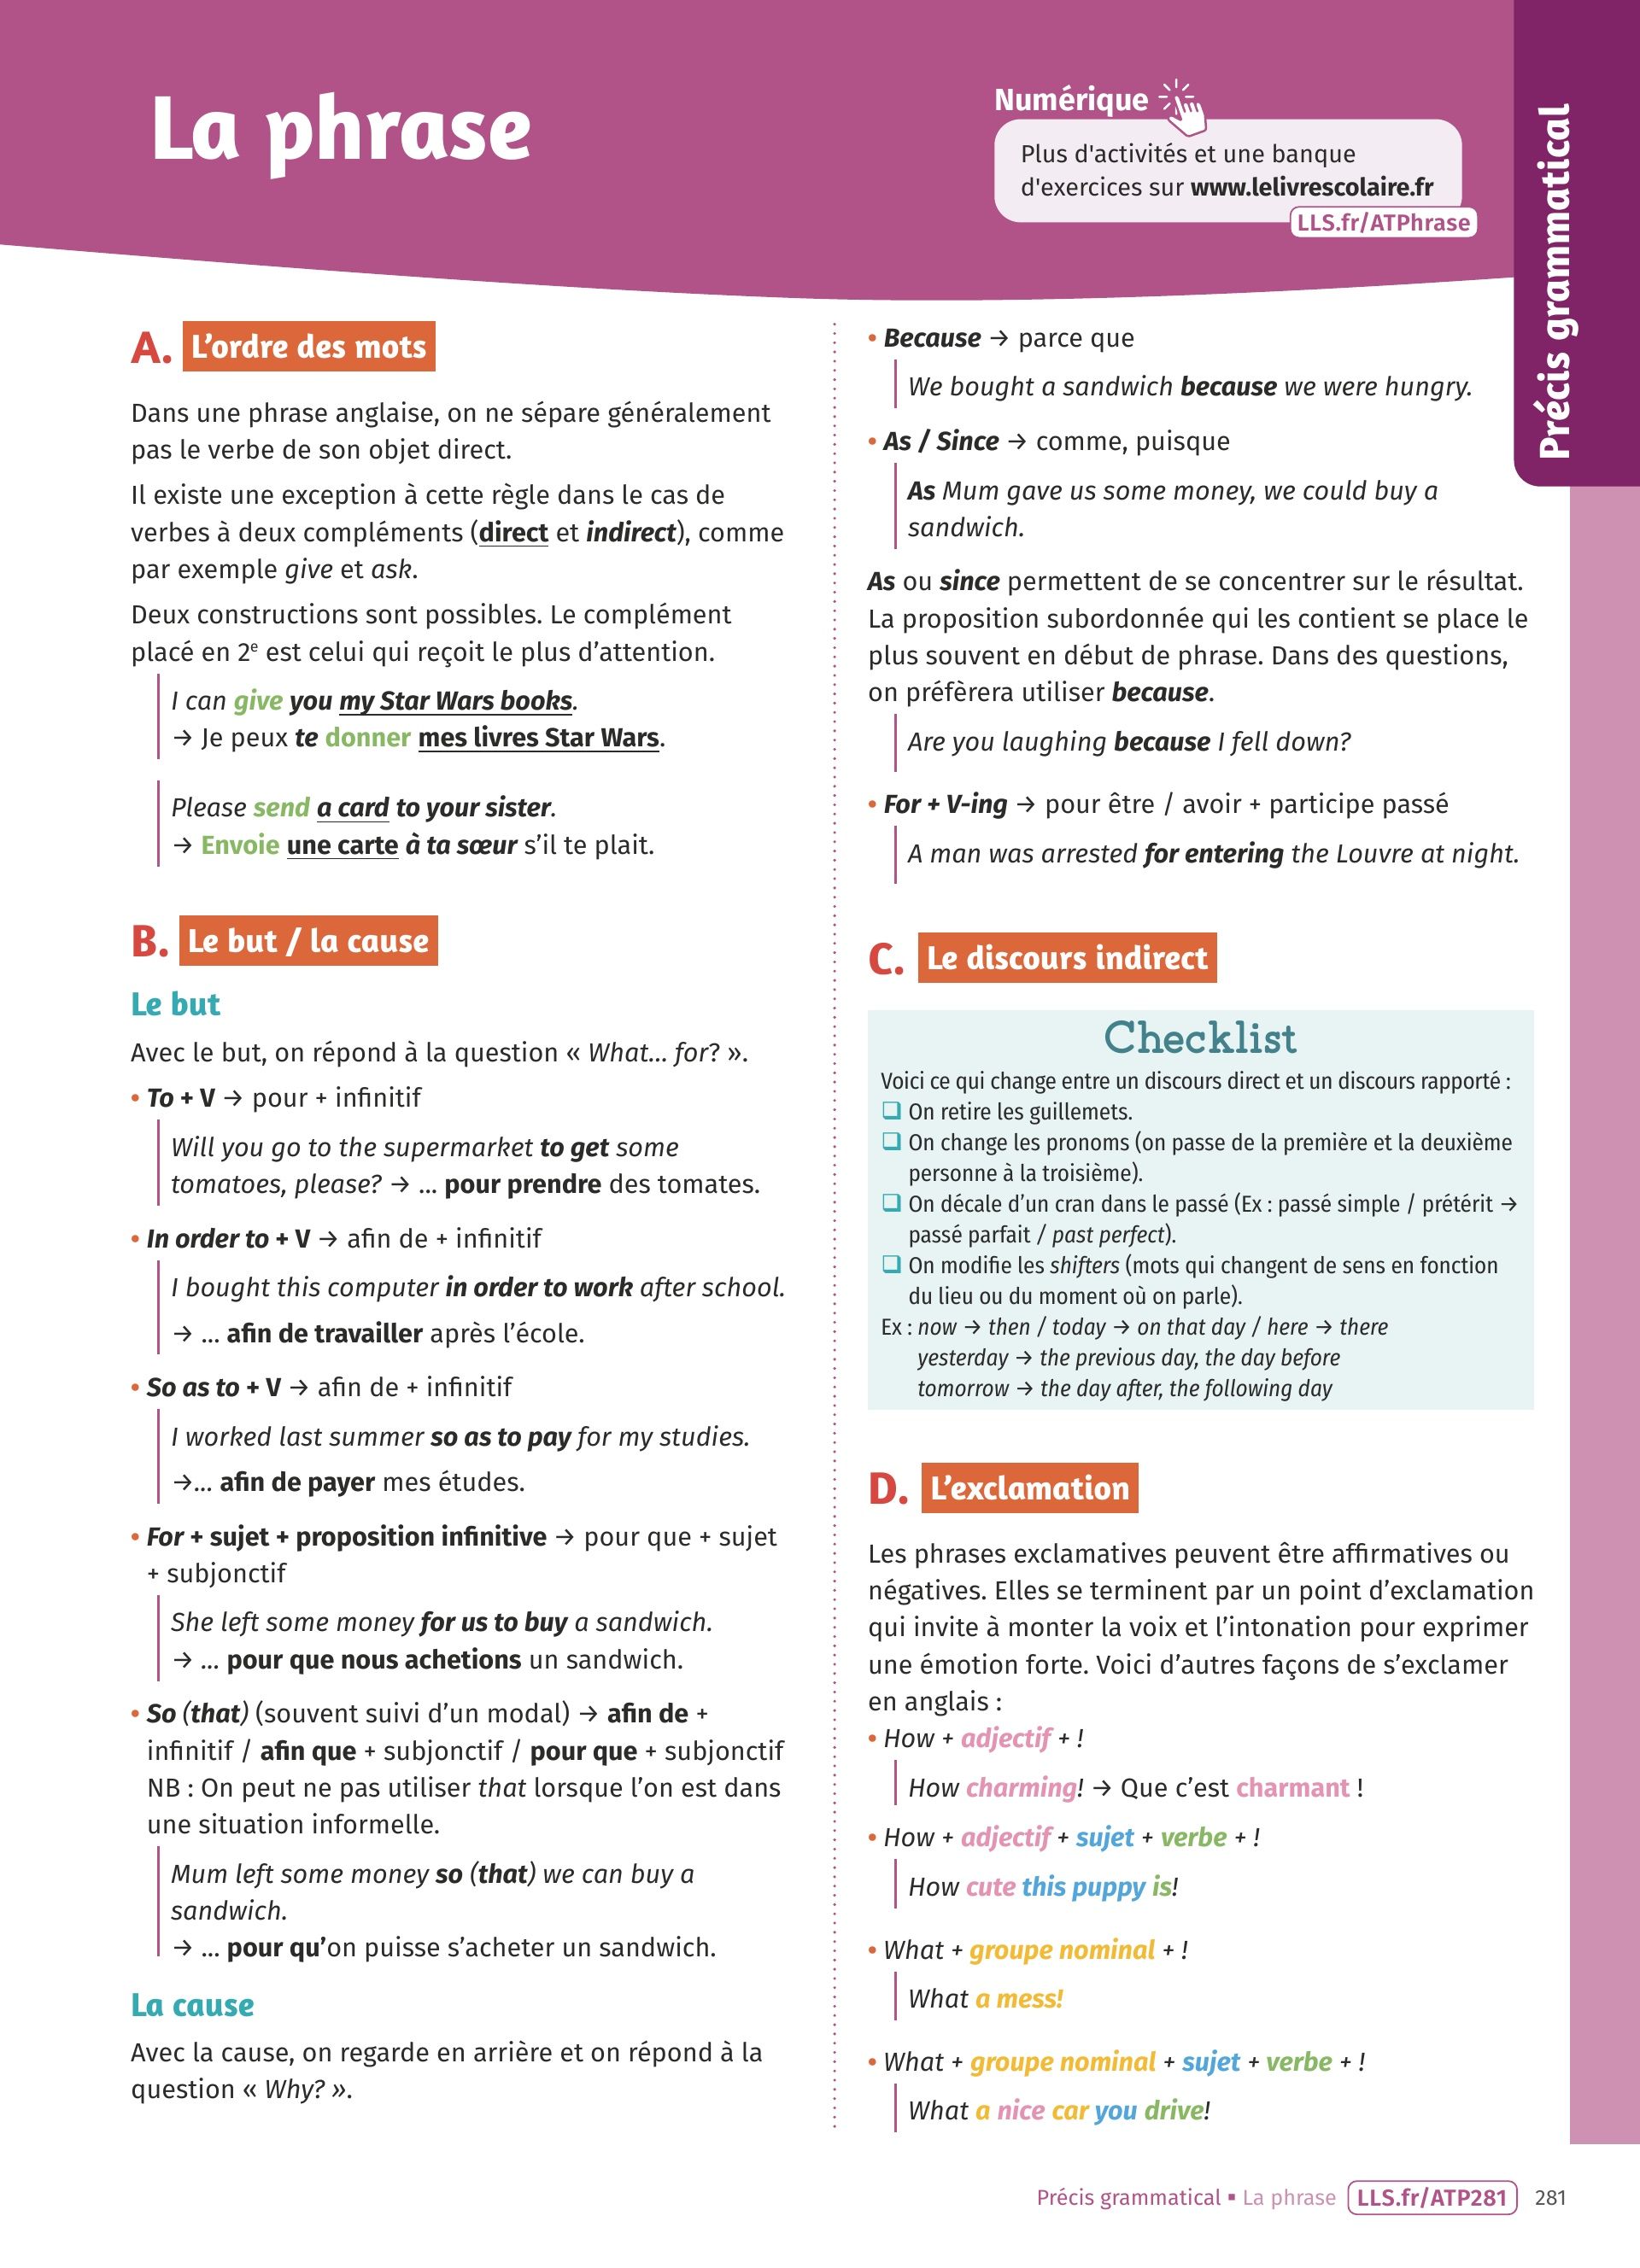 La phrase
Numérique
Plus d'activités et une banque
d'exercices sur www.lelivrescolaire.fr
LLS.fr/ATPhrase
Précis grammatical
A. L’ordre des mots
Dans une phrase anglaise, on ne sépare généralement
pas le verbe de son objet direct.
Il existe une exception à cette règle dans le cas de
verbes à deux compléments (direct et indirect), comme
par exemple give et ask.
Deux constructions sont possibles. Le complément
placé en 2e est celui qui reçoit le plus d’attention.
I can give you my Star Wars books.
→ Je peux te donner mes livres Star Wars.
Please send a card to your sister.
→ Envoie une carte à ta sœur s’il te plait.
B. Le but / la cause
Le but
Avec le but, on répond à la question « What... for? ».
• To + V → pour + infinitif
Will you go to the supermarket to get some
tomatoes, please? → ... pour prendre des tomates.
• In order to + V → afin de + infinitif
I bought this computer in order to work after school.
→ ... afin de travailler après l’école.
• So as to + V → afin de + infinitif
I worked last summer so as to pay for my studies.
→... afin de payer mes études.
• For + sujet + proposition infinitive → pour que + sujet
+ subjonctif
She left some money for us to buy a sandwich.
→ ... pour que nous achetions un sandwich.
• So (that) (souvent suivi d’un modal) → afin de +
infinitif / afin que + subjonctif / pour que + subjonctif
NB : On peut ne pas utiliser that lorsque l’on est dans
une situation informelle.
Mum left some money so (that) we can buy a
sandwich.
→ ... pour qu’on puisse s’acheter un sandwich.
La cause
Avec la cause, on regarde en arrière et on répond à la
question « Why? ».
• Because → parce que
We bought a sandwich because we were hungry.
• As / Since → comme, puisque
As Mum gave us some money, we could buy a
sandwich.
As ou since permettent de se concentrer sur le résultat.
La proposition subordonnée qui les contient se place le
plus souvent en début de phrase. Dans des questions,
on préfèrera utiliser because.
Are you laughing because I fell down?
• For + V-ing → pour être / avoir + participe passé
A man was arrested for entering the Louvre at night.
C. Le discours indirect
Checklist
Voici ce qui change entre un discours direct et un discours rapporté :
❑ On retire les guillemets.
❑ On change les pronoms (on passe de la première et la deuxième
personne à la troisième).
❑ On décale d’un cran dans le passé (Ex : passé simple / prétérit →
passé parfait / past perfect).
❑ On modifie les shifters (mots qui changent de sens en fonction
du lieu ou du moment où on parle).
Ex : now → then / today → on that day / here → there
yesterday → the previous day, the day before
tomorrow → the day after, the following day
D. L’exclamation
Les phrases exclamatives peuvent être affirmatives ou
négatives. Elles se terminent par un point d’exclamation
qui invite à monter la voix et l’intonation pour exprimer
une émotion forte. Voici d’autres façons de s’exclamer
en anglais :
• How + adjectif + !
How charming! → Que c’est charmant !
• How + adjectif + sujet + verbe + !
How cute this puppy is!
• What + groupe nominal + !
What a mess!
• What + groupe nominal + sujet + verbe + !
What a nice car you drive!
Précis grammatical ▪ La phrase LLS.fr/ATP281 281